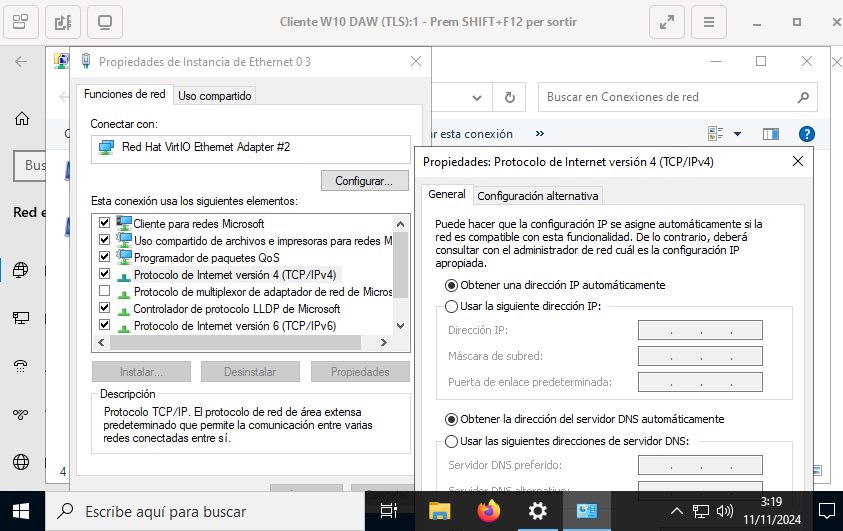 Cliente W10 DAW (TLS):1 - Prem SHIFT+F12 per sortir
Propiedades de Instancia de Ethernet 0 3
Funciones de red
Uso compartido
Conectar con:
Red Hat VirtIO Ethernet Adapter #2
Configurar...
Esta conexión usa los siguientes elementos:
Cliente para redes Microsoft
Uso compartido de archivos e impresoras para redes M
Programador de paquetes QoS
Protocolo de Internet versión 4 (TCP/IPv4)
Protocolo de multiplexor de adaptador de red de Micros
Controlador de protocolo LLDP de Microsoft
Protocolo de Internet versión 6 (TCP/IPv6)
Instalar...
Desinstalar
Propiedades
Descripción
Protocolo TCP/IP. El protocolo de red de área extensa
predeterminado que permite la comunicación entre varias
redes conectadas entre sí.
Buscar en Conexiones de red
ar esta conexión
»
Bus
Red e
4
Propiedades: Protocolo de Internet versión 4 (TCP/IPv4)
General
Configuración alternativa
Puede hacer que la configuración IP se asigne automáticamente si la
red es compatible con esta funcionalidad. De lo contrario, deberá
consultar con el administrador de red cuál es la configuración IP
apropiada.
Obtener una dirección IP automáticamente
Usar la siguiente dirección IP:
Dirección IP:
Máscara de subred:
Puerta de enlace predeterminada:
Obtener la dirección del servidor DNS automáticamente
Usar las siguientes direcciones de servidor DNS:
Servidor DNS preferido:
Servidor DNS alternativo:
Escribe aquí para buscar
3:19
11/11/2024